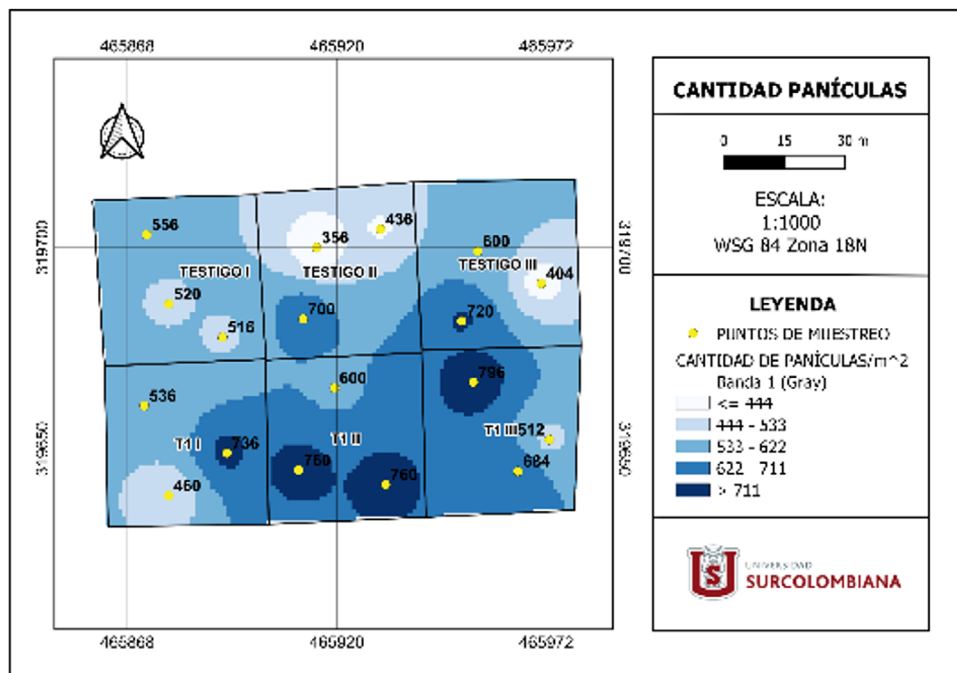 465868 465920 465972
319700
319700
319650
319650
556
356
436
600
TESTIGO I
TESTIGO II
TESTIGO III
404
520
700
720
516
536
600
796
T1 I
736
T1 II
T1 III
512
460
760
760
684
465868 465920 465972
CANTIDAD PANÍCULAS
0 15 30 m
ESCALA:
1:1000
WSG 84 Zona 18N
LEYENDA
PUNTOS DE MUESTREO
CANTIDAD DE PANÍCULAS/m^2
Banda 1 (Gray)
<= 444
444 - 533
533 - 622
622 - 711
> 711
UNIVERSIDAD
SURCOLOMBIANA